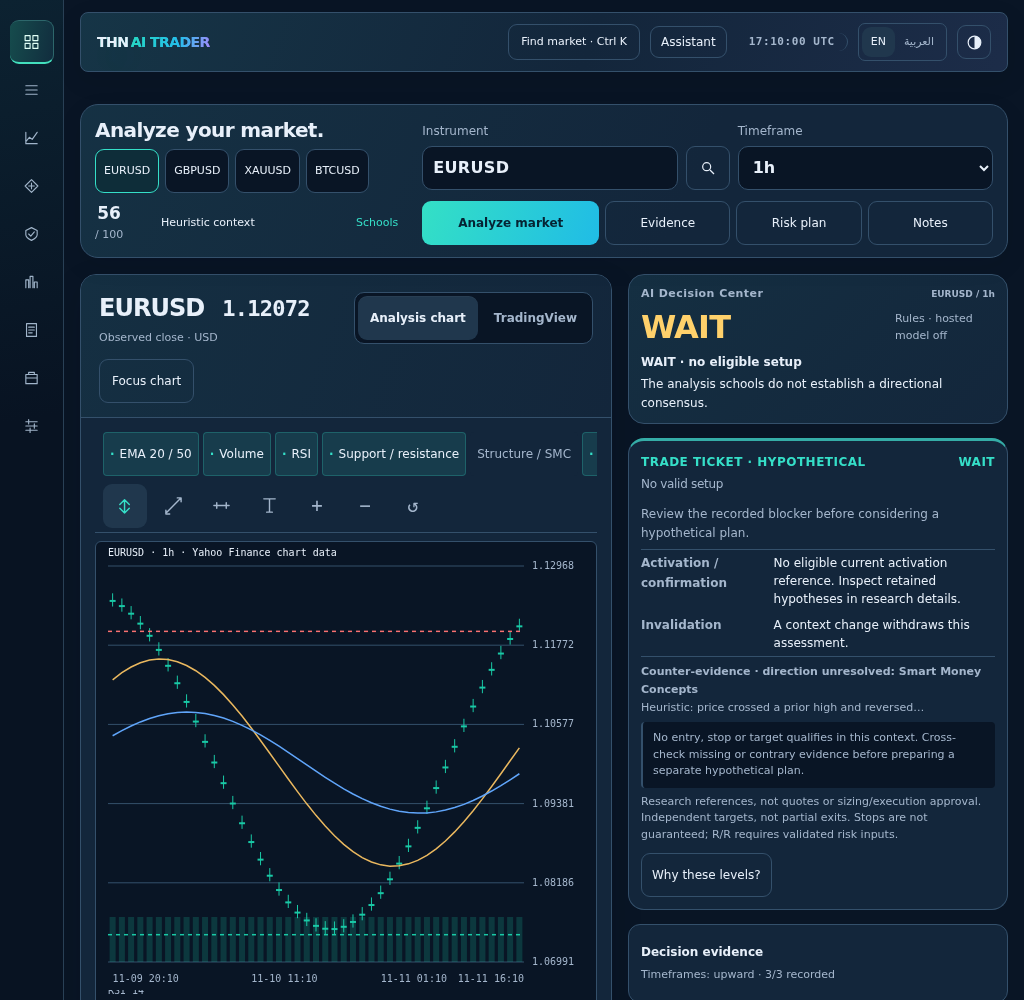 THN AI TRADER
Find market · Ctrl K
Assistant
17:10:00 UTC
EN
العربية
Analyze your market.
EURUSD
GBPUSD
XAUUSD
BTCUSD
56
/ 100
Heuristic context
Schools
Instrument
EURUSD
Timeframe
1h
Analyze market
Evidence
Risk plan
Notes
EURUSD 1.12072
Observed close · USD
Analysis chart
TradingView
Focus chart
· EMA 20 / 50
· Volume
· RSI
· Support / resistance
Structure / SMC
EURUSD · 1h · Yahoo Finance chart data
1.12968
1.11772
1.10577
1.09381
1.08186
1.06991
11-09 20:10
11-10 11:10
11-11 01:10
11-11 16:10
AI Decision Center
EURUSD / 1h
WAIT
Rules · hosted
model off
WAIT · no eligible setup
The analysis schools do not establish a directional
consensus.
TRADE TICKET · HYPOTHETICAL
WAIT
No valid setup
Review the recorded blocker before considering a
hypothetical plan.
Activation /
confirmation
No eligible current activation
reference. Inspect retained
hypotheses in research details.
Invalidation
A context change withdraws this
assessment.
Counter-evidence · direction unresolved: Smart Money
Concepts
Heuristic: price crossed a prior high and reversed…
No entry, stop or target qualifies in this context. Cross-
check missing or contrary evidence before preparing a
separate hypothetical plan.
Research references, not quotes or sizing/execution approval.
Independent targets, not partial exits. Stops are not
guaranteed; R/R requires validated risk inputs.
Why these levels?
Decision evidence
Timeframes: upward · 3/3 recorded